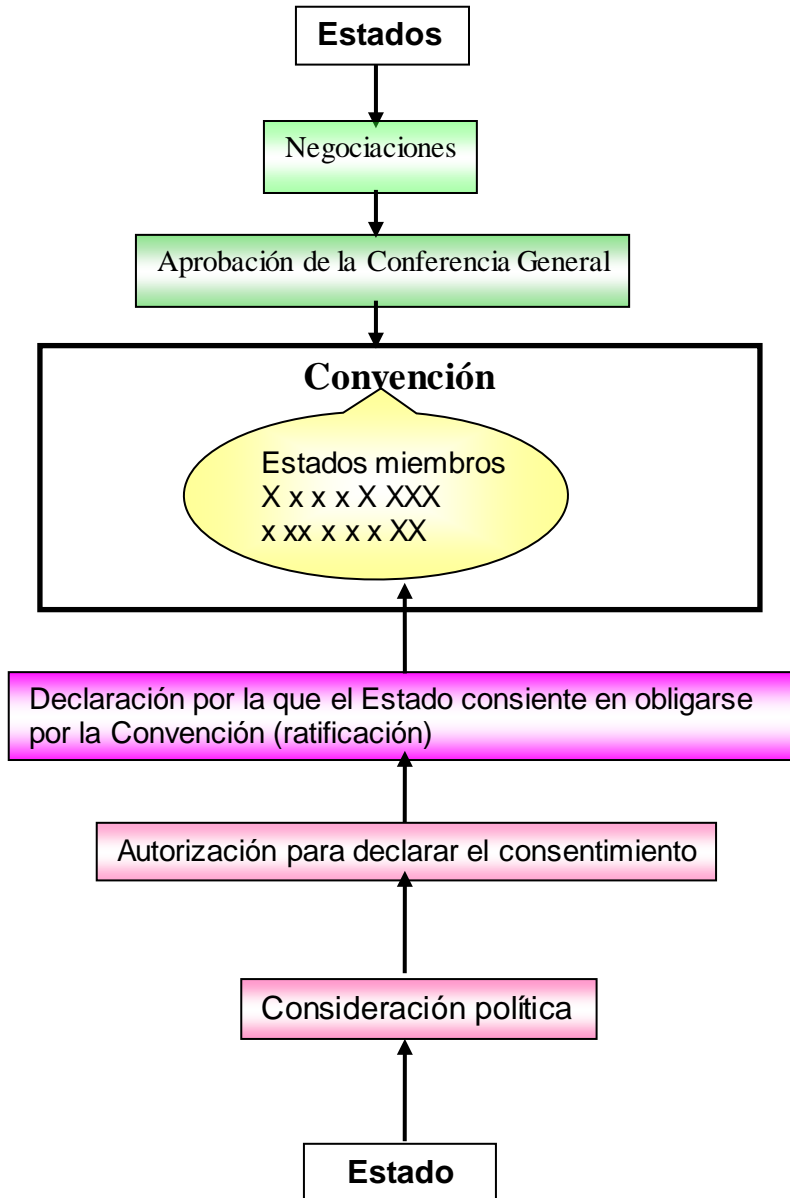 Estados
Negociaciones
Aprobación de la Conferencia General
Convención
Estados miembros
X x x x X XXX
x xx x x x XX
Declaración por la que el Estado consiente en obligarse
por la Convención (ratificación)
Autorización para declarar el consentimiento
Consideración política
Estado